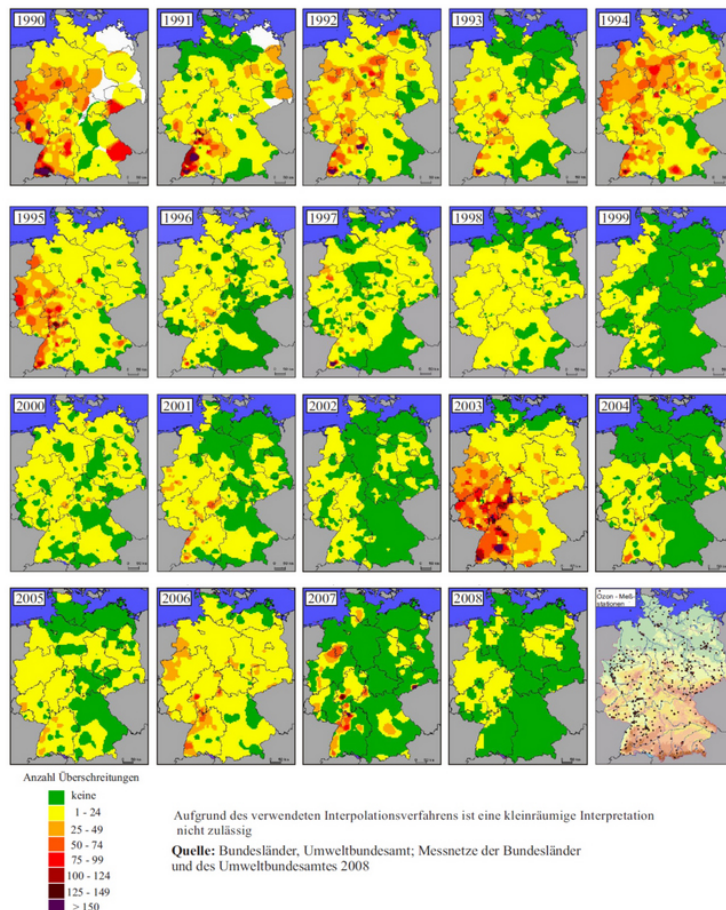 1990
1991
1992
1993
1994
1995
1996
1997
1998
1999
2000
2001
2002
2003
2004
2005
2006
2007
2008
Ozon - Meß-
stationen
Anzahl Überschreitungen
keine
1 - 24
25 - 49
50 - 74
75 - 99
100 - 124
125 - 149
> 150
Aufgrund des verwendeten Interpolationsverfahrens ist eine kleinräumige Interpretation
nicht zulässig
Quelle: Bundesländer, Umweltbundesamt; Messnetze der Bundesländer
und des Umweltbundesamtes 2008